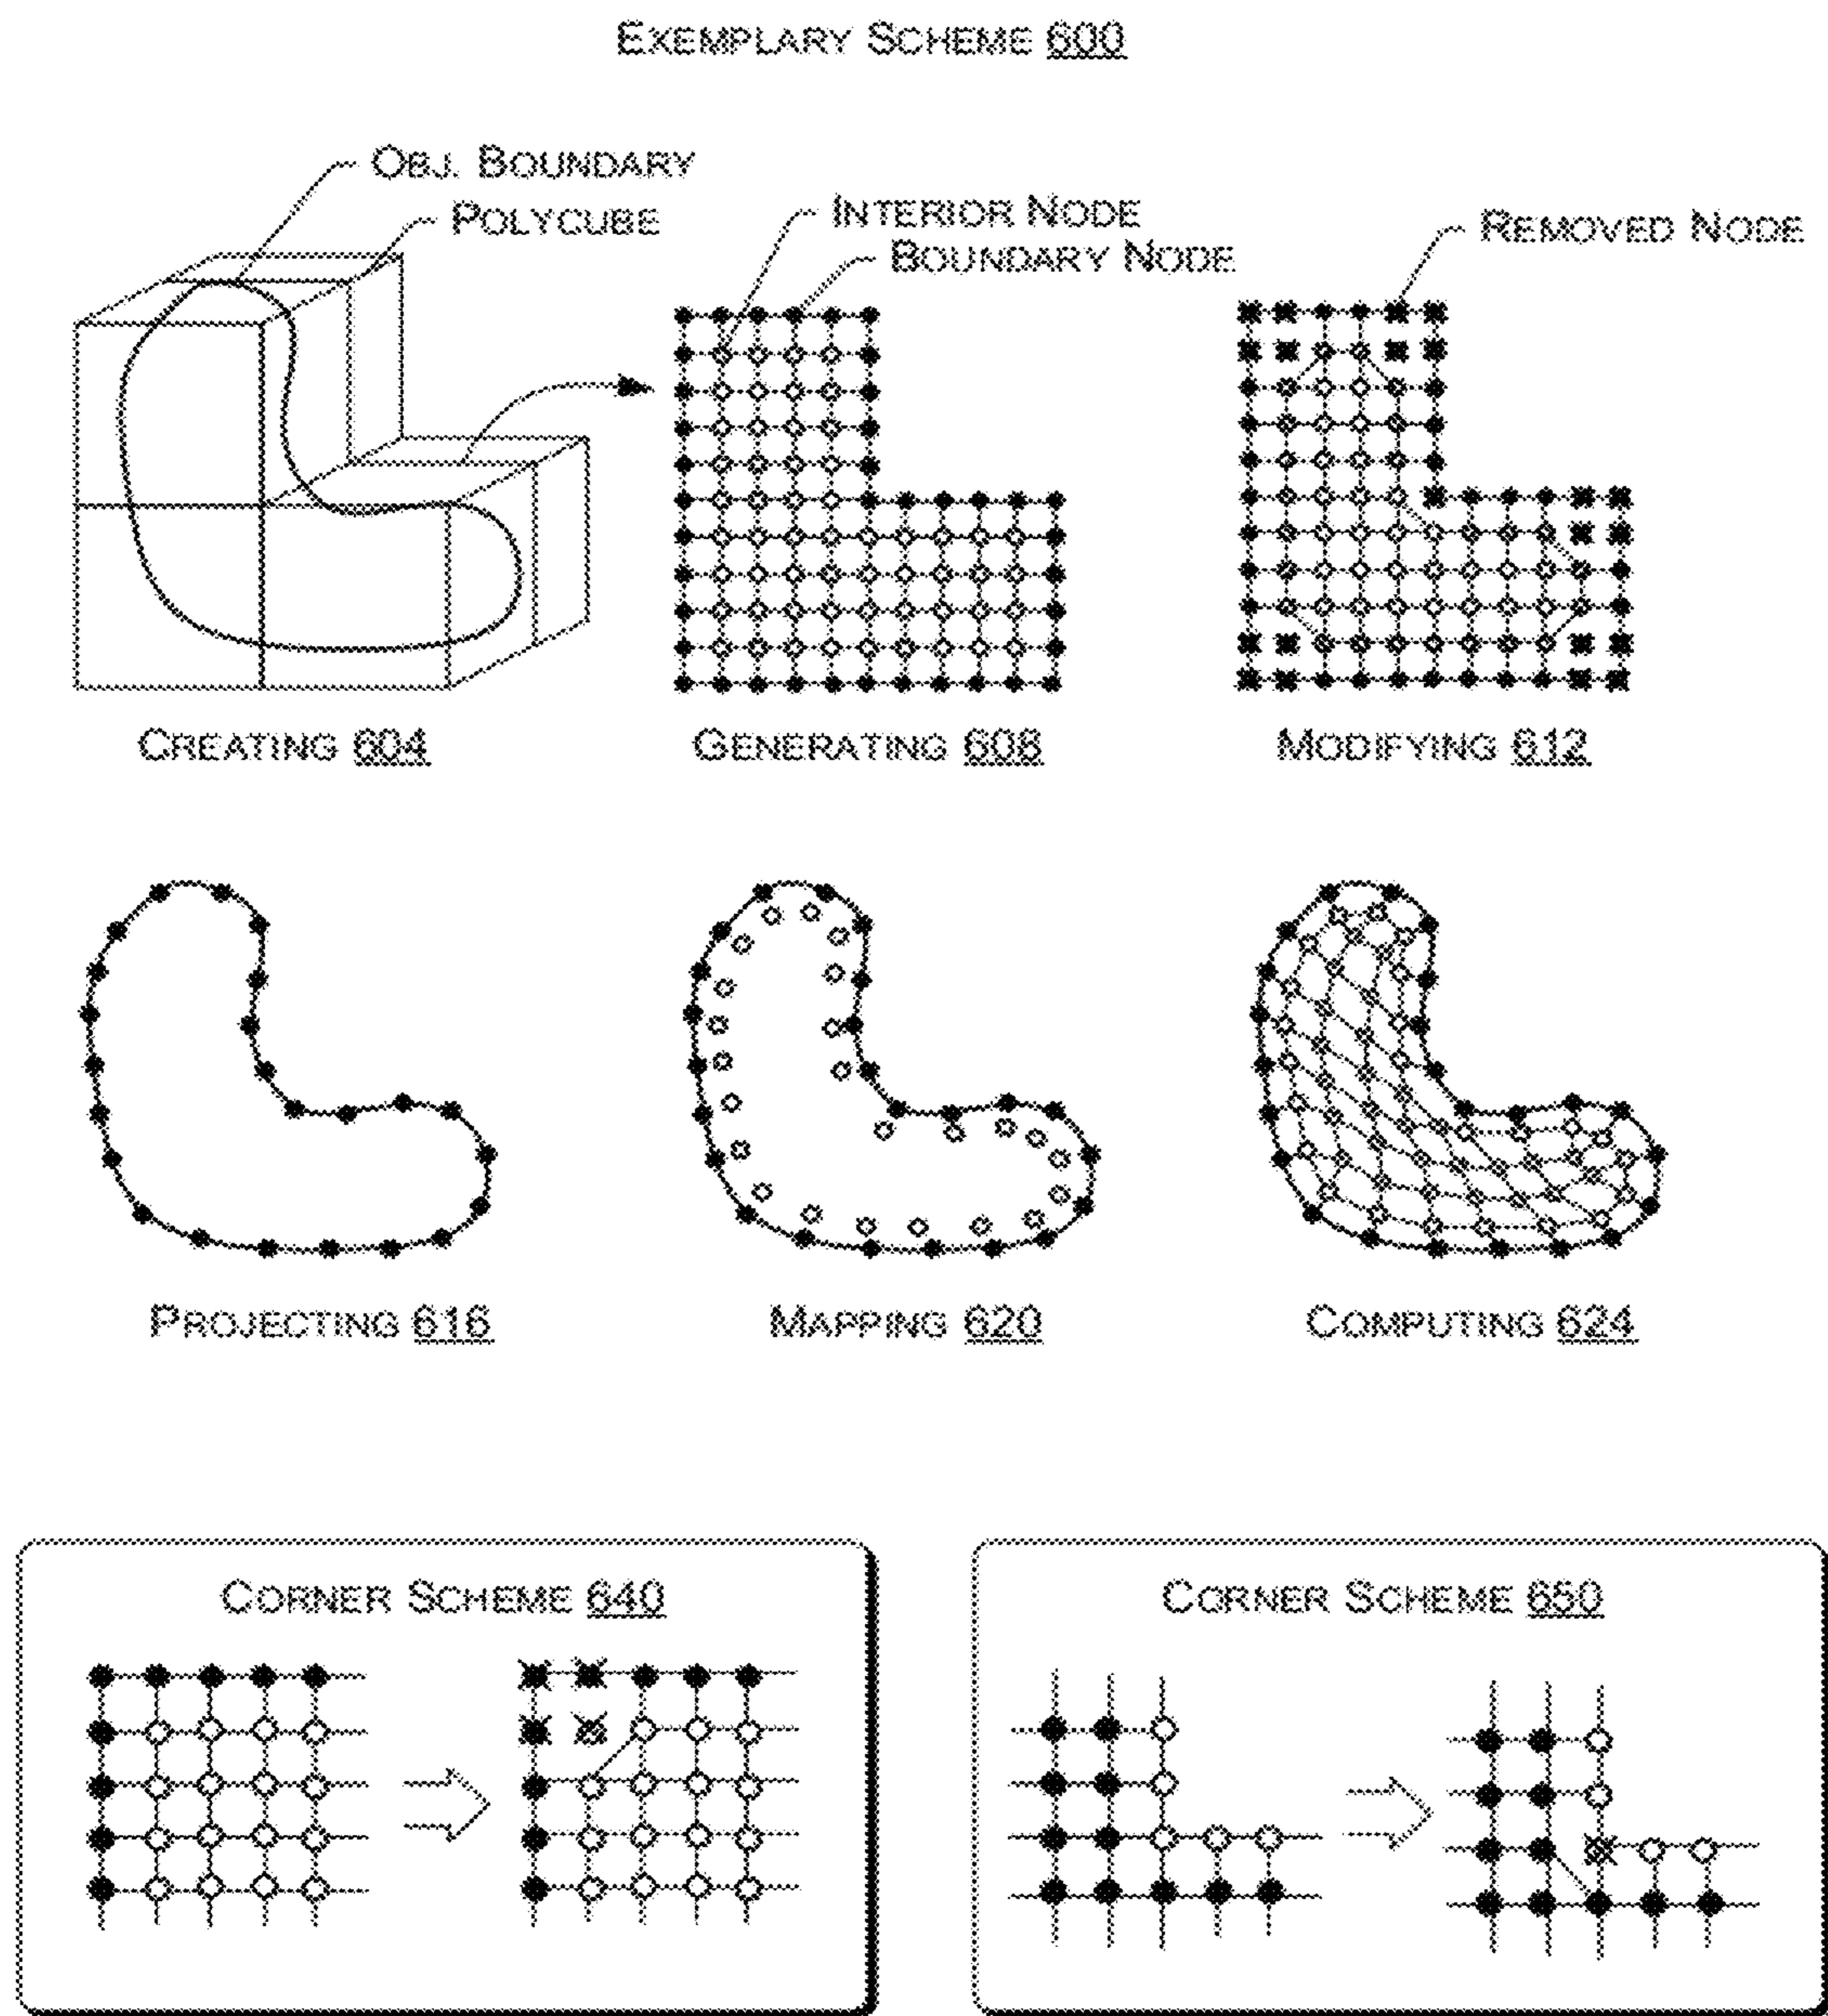 EXEMPLARY SCHEME 600
OBJ. BOUNDARY
POLYCUBE
INTERIOR NODE
BOUNDARY NODE
REMOVED NODE
CREATING 604
GENERATING 608
MODIFYING 612
PROJECTING 616
MAPPING 620
COMPUTING 624
CORNER SCHEME 640
CORNER SCHEME 650